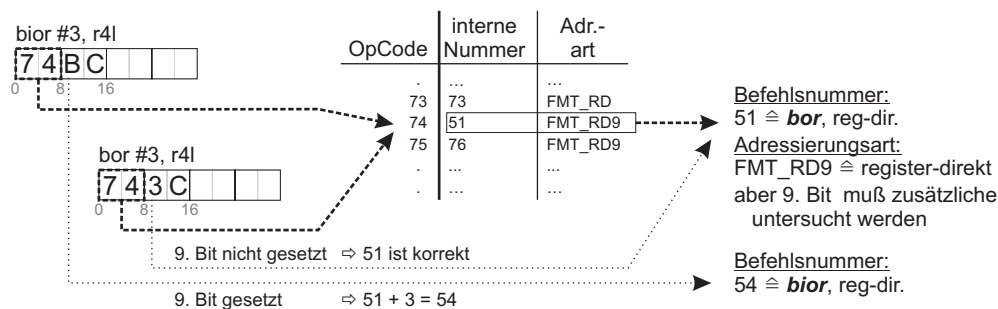 bior #3, r4l
7 4 B C
0 8 16
bor #3, r4l
7 4 3 C
0 8 16
OpCode interne Nummer Adr.-art
. ... ...
73 73 FMT_RD
74 51 FMT_RD9
75 76 FMT_RD9
. ... ...
. ... ...
9. Bit nicht gesetzt ⇨ 51 ist korrekt
9. Bit gesetzt ⇨ 51 + 3 = 54
Befehlsnummer:
51 ≙ bor, reg-dir.
Adressierungsart:
FMT_RD9 ≙ register-direkt
aber 9. Bit muß zusätzliche
untersucht werden
Befehlsnummer:
54 ≙ bior, reg-dir.